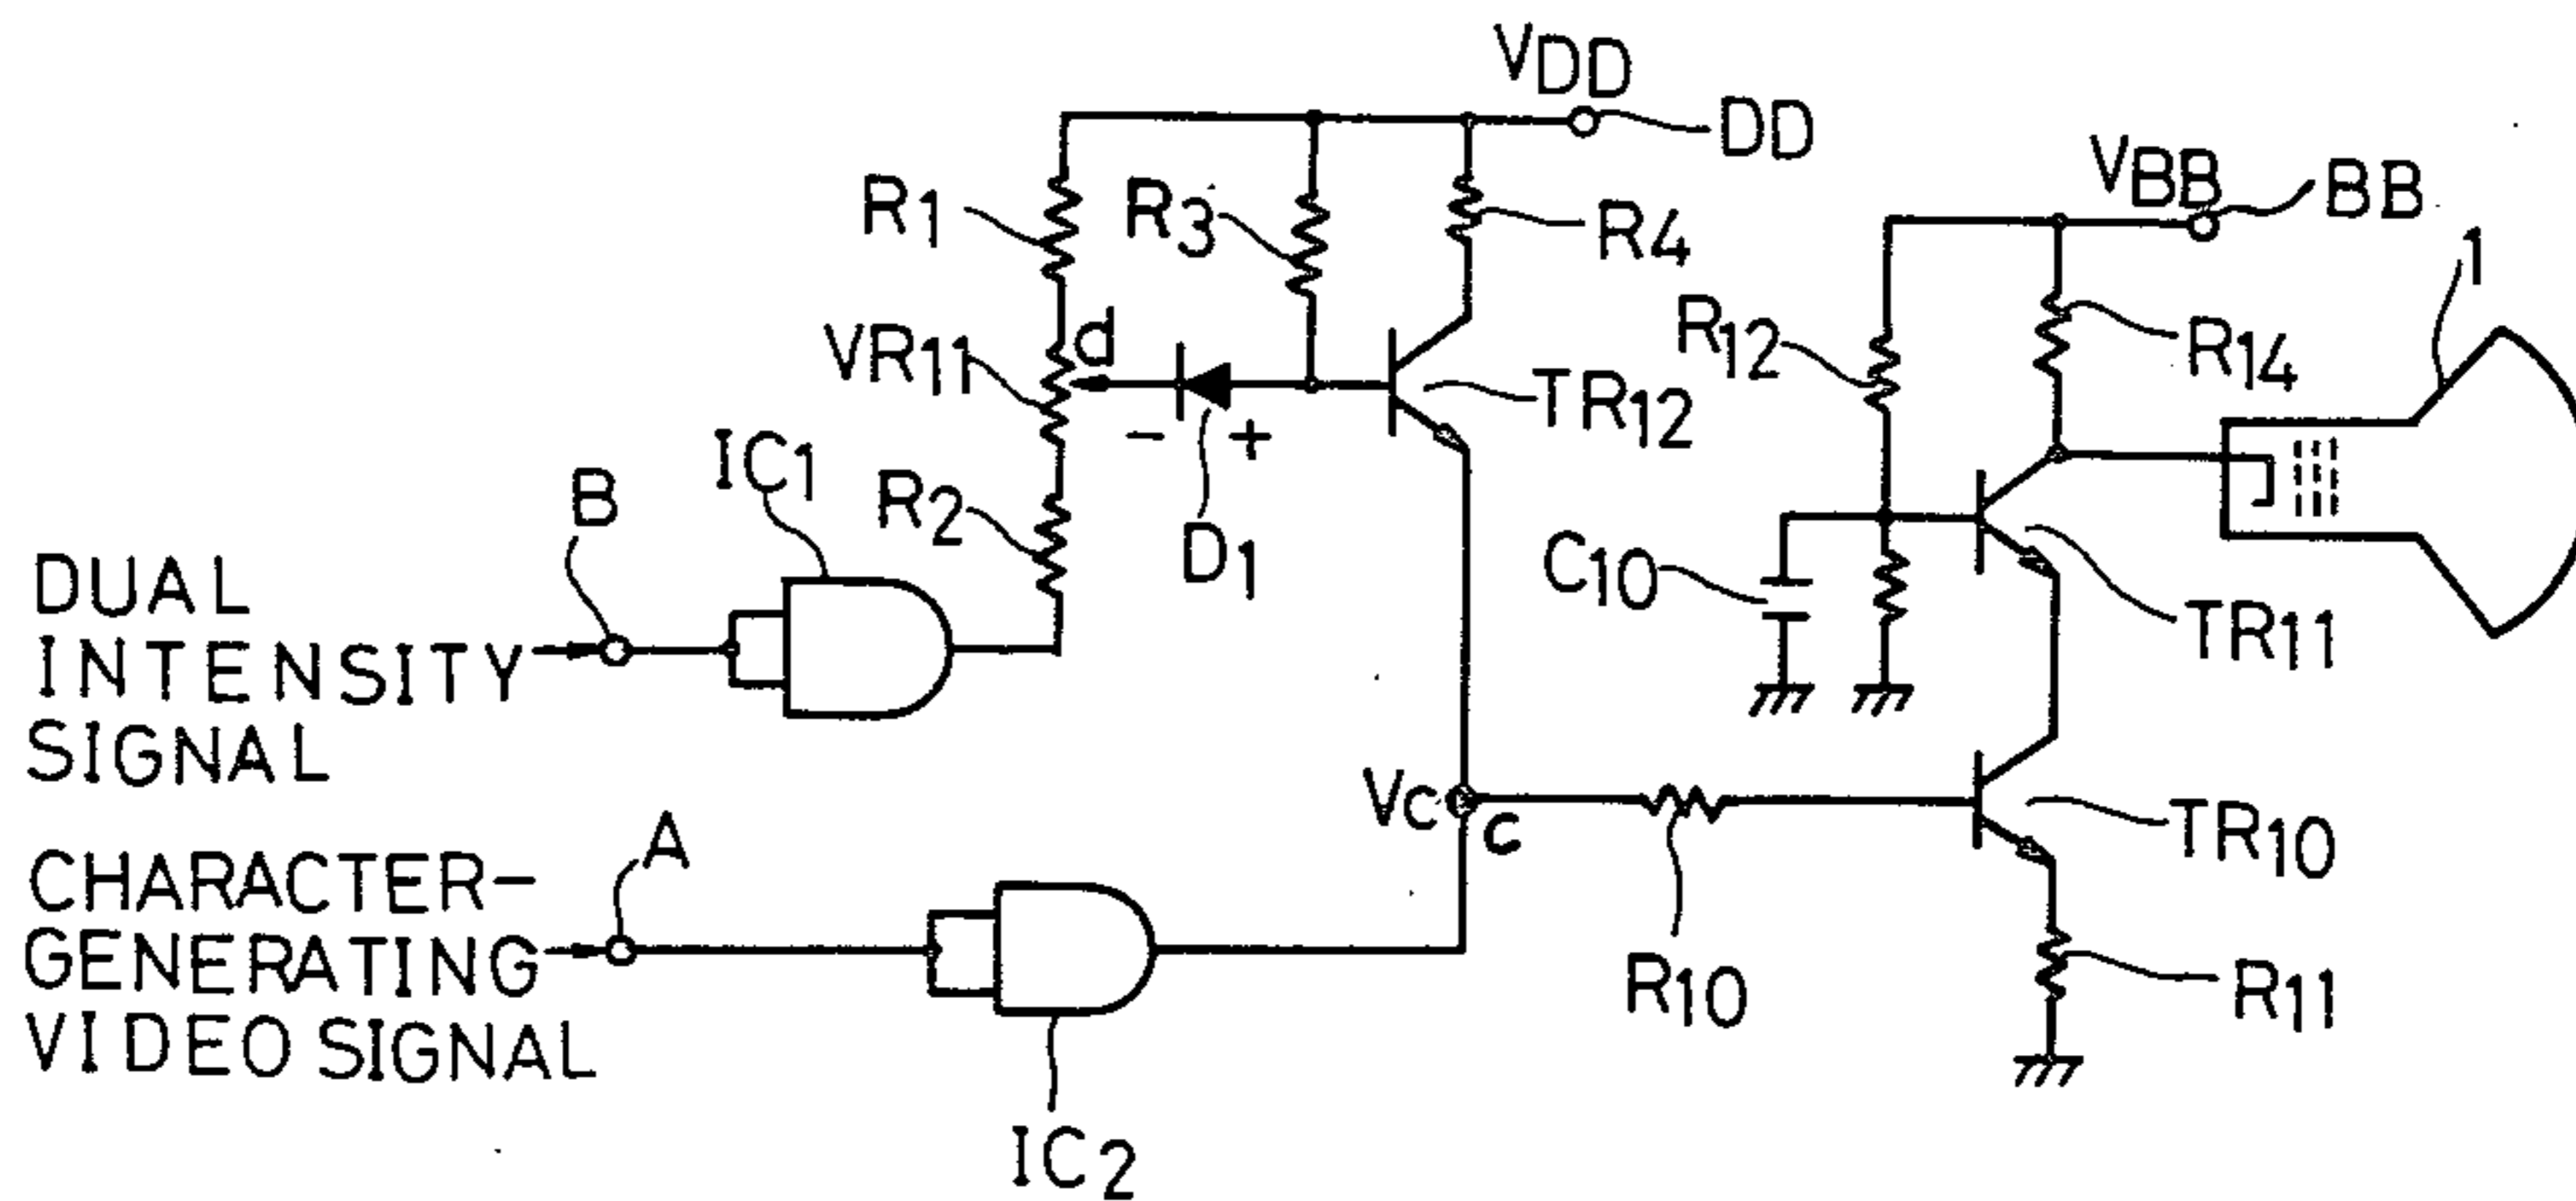 VDD
DD
VBB
BB
R1
R3
R4
1
R12
R14
VR11
d
TR12
- +
IC1
B
R2
D1
C10
DUAL
INTENSITY
SIGNAL
TR11
VC
C
A
TR10
CHARACTER-
GENERATING
VIDEO SIGNAL
R10
R11
IC2